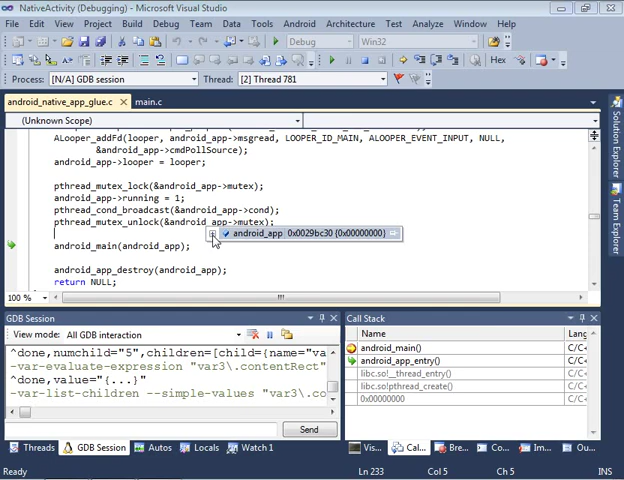 NativeActivity (Debugging) - Microsoft Visual Studio
File Edit View Project Build Debug Team Data Tools Android Architecture Test Analyze Window Help
Debug Win32
Hex
Process: [N/A] GDB session Thread: [2] Thread 781
android_native_app_glue.c main.c
(Unknown Scope)
ALooper_addFd(looper, android_app->msgread, LOOPER_ID_MAIN, ALOOPER_EVENT_INPUT, NULL,
&android_app->cmdPollSource);
android_app->looper = looper;
pthread_mutex_lock(&android_app->mutex);
android_app->running = 1;
pthread_cond_broadcast(&android_app->cond);
pthread_mutex_unlock(&android_app->mutex);
android_app 0x0029bc30 {0x00000000}
android_main(android_app);
android_app_destroy(android_app);
return NULL;
100 %
GDB Session
View mode: All GDB interaction
^done,numchild="5",children=[child={name="va
-var-evaluate-expression "var3\.contentRect"
^done,value="{...}"
-var-list-children --simple-values "var3\.co
Send
Threads GDB Session Autos Locals Watch 1
Call Stack
Name Lang
android_main() C/C+
android_app_entry() C/C+
libc.so!__thread_entry()
libc.so!pthread_create()
0x00000000
Vis... Cal... Bre... Co... Im... Ou...
Solution Explorer
Team Explorer
Ready Ln 233 Col 5 Ch 5 INS